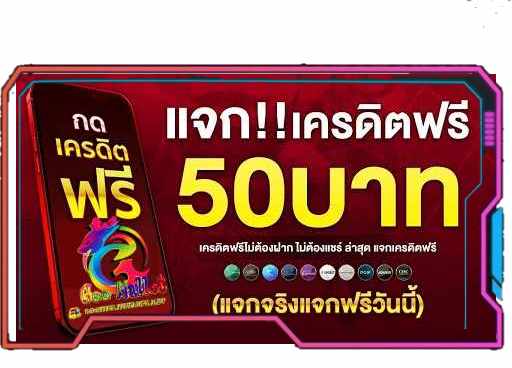 กด
เครดิต
ฟรี
แจก!!เครดิตฟรี
50บาท
เครดิตฟรีไม่ต้องฝาก ไม่ต้องแชร์ ล่าสุด แจกเครดิตฟรี
(แจกจริงแจกฟรีวันนี้)